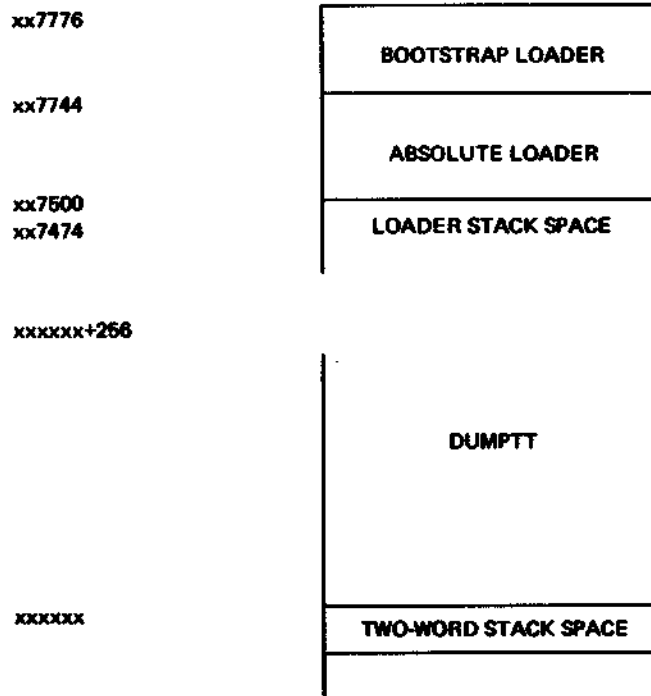 xx7776
BOOTSTRAP LOADER
xx7744
ABSOLUTE LOADER
xx7500
xx7474
LOADER STACK SPACE
xxxxxx+256
DUMPTT
xxxxxx
TWO-WORD STACK SPACE